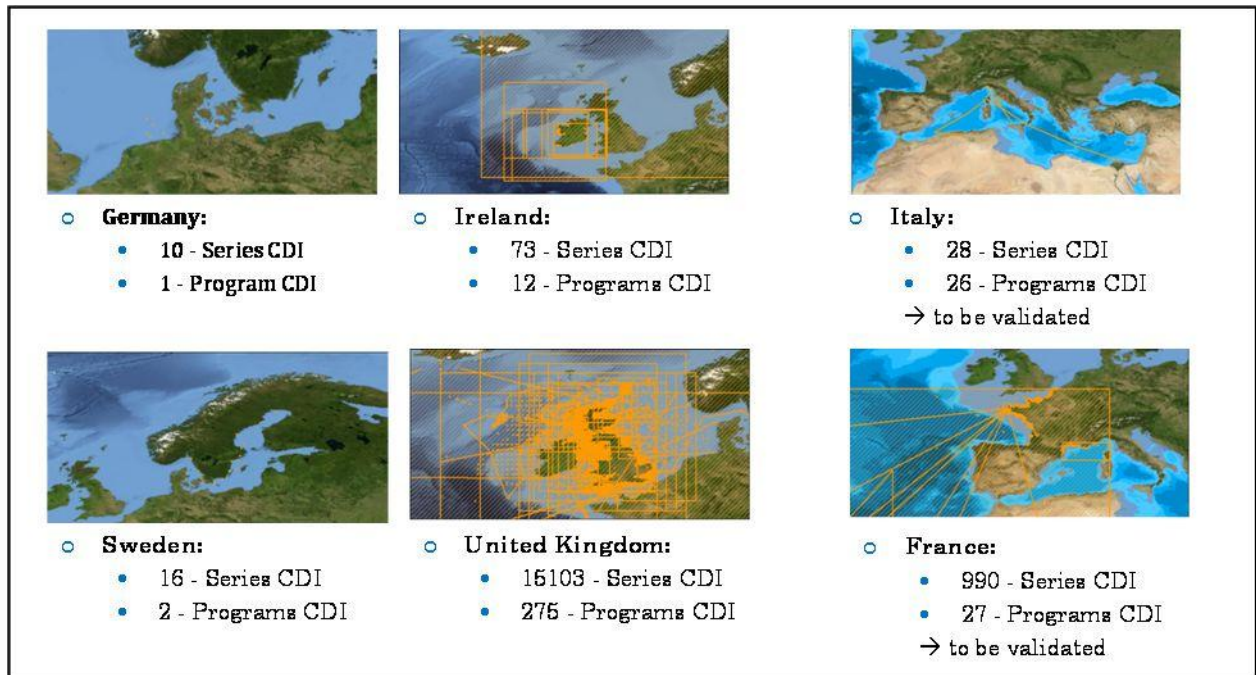 Germany:
10 - Series CDI
1 - Program CDI
Ireland:
73 - Series CDI
12 - Programs CDI
Italy:
28 - Series CDI
26 - Programs CDI
→ to be validated
Sweden:
16 - Series CDI
2 - Programs CDI
United Kingdom:
15103 - Series CDI
275 - Programs CDI
France:
990 - Series CDI
27 - Programs CDI
→ to be validated